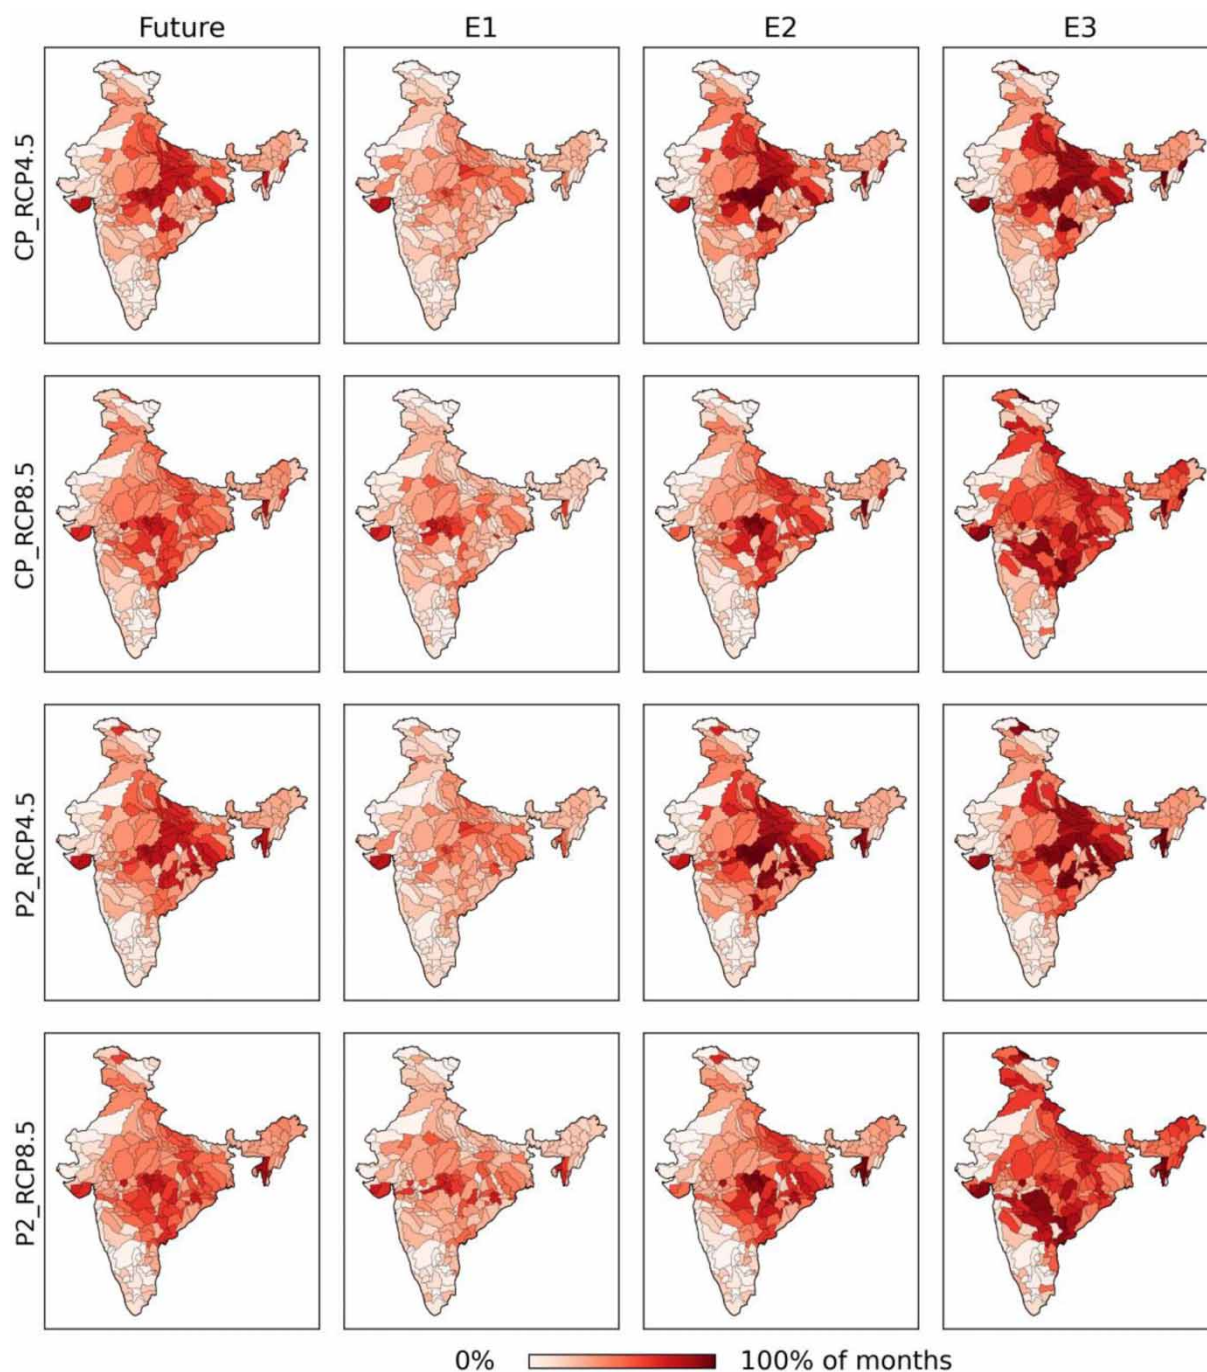 Future E1 E2 E3
CP_RCP4.5
CP_RCP8.5
P2_RCP4.5
P2_RCP8.5
0% 100% of months